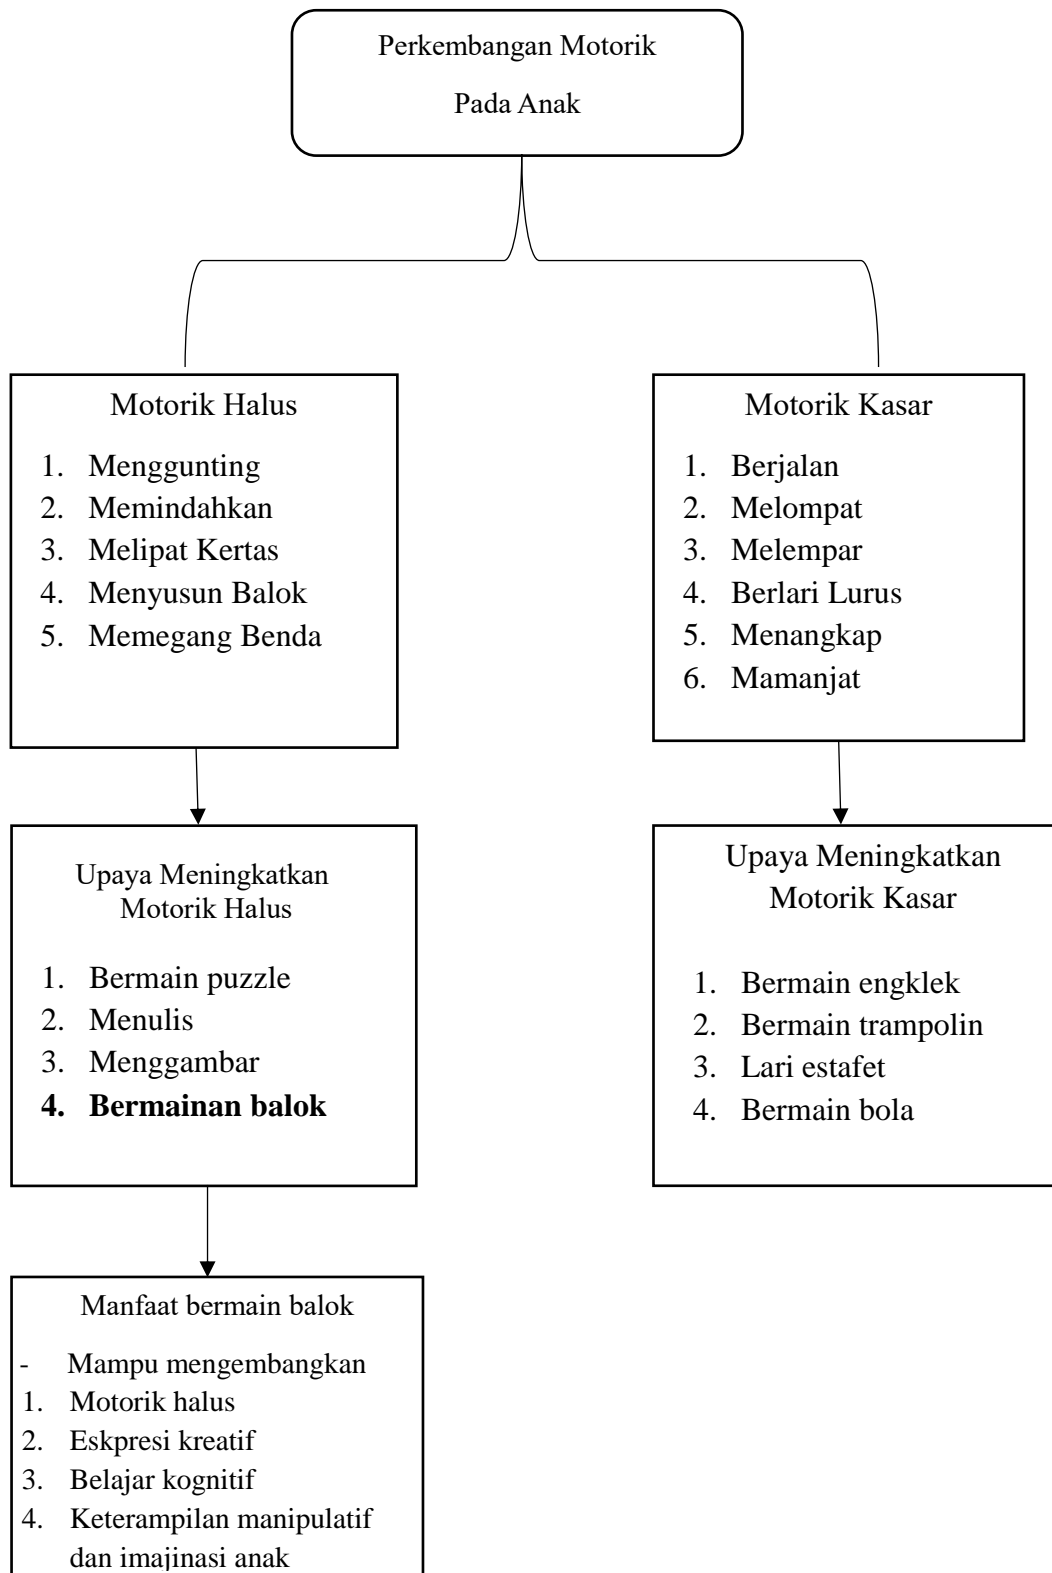 Perkembangan Motorik
Pada Anak
Motorik Halus
1. Menggunting
2. Memindahkan
3. Melipat Kertas
4. Menyusun Balok
5. Memegang Benda
Motorik Kasar
1. Berjalan
2. Melompat
3. Melempar
4. Berlari Lurus
5. Menangkap
6. Mamanjat
Upaya Meningkatkan
Motorik Halus
1. Bermain puzzle
2. Menulis
3. Menggambar
4. Bermainan balok
Upaya Meningkatkan
Motorik Kasar
1. Bermain engklek
2. Bermain trampolin
3. Lari estafet
4. Bermain bola
Manfaat bermain balok
- Mampu mengembangkan
1. Motorik halus
2. Eskpresi kreatif
3. Belajar kognitif
4. Keterampilan manipulatif
dan imajinasi anak